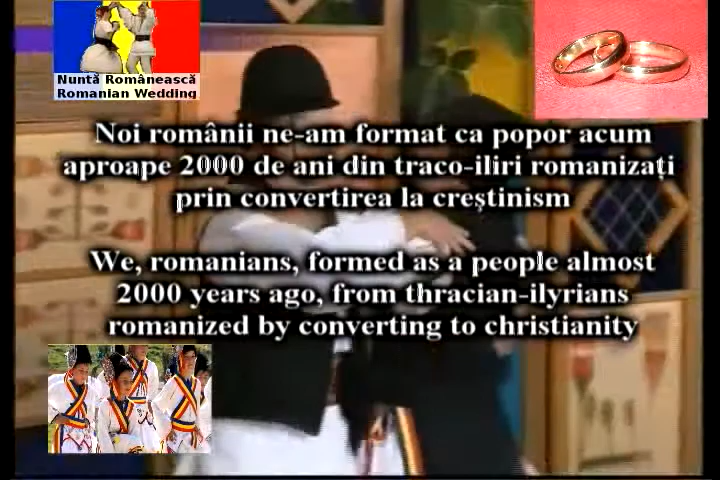 Nuntă Românească
Romanian Wedding
Noi românii ne-am format ca popor acum
aproape 2000 de ani din traco-iliri romanizați
prin convertirea la creștinism
We, romanians, formed as a people almost
2000 years ago, from thracian-ilyrians
romanized by converting to christianity